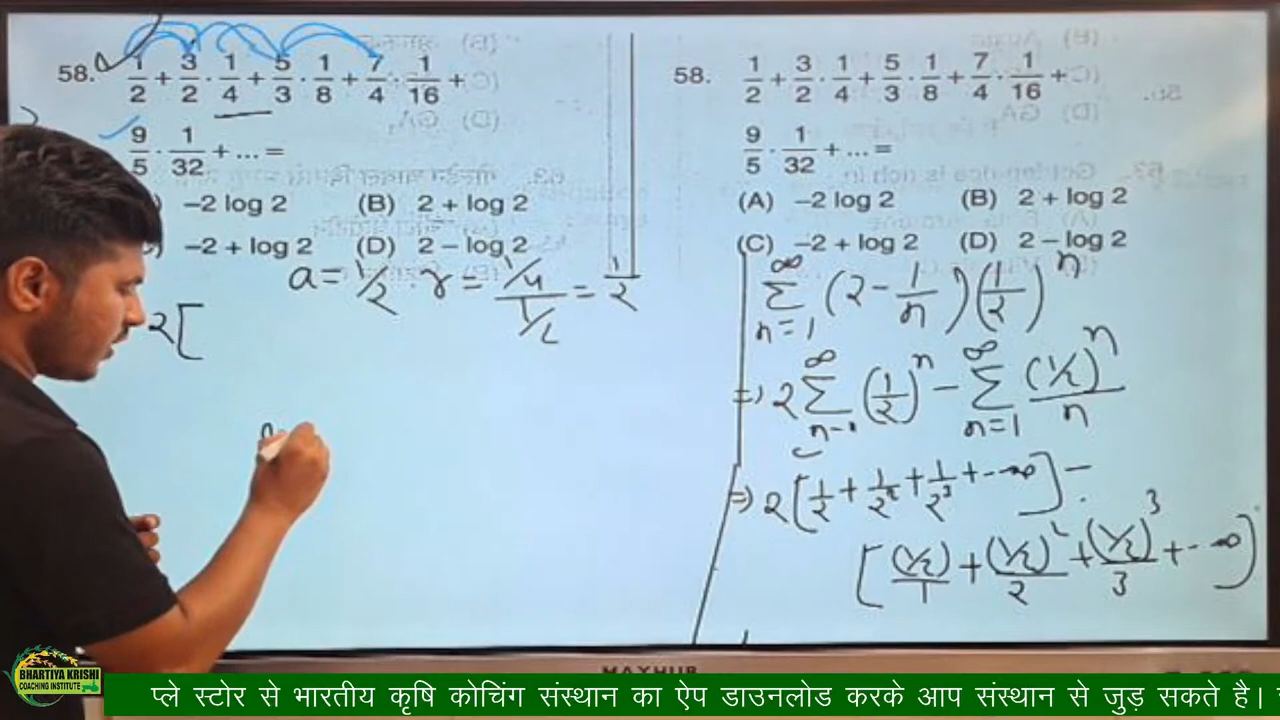 58. 1/2 + 3/2 · 1/4 + 5/3 · 1/8 + 7/4 · 1/16 +
9/5 · 1/32 + ... =
−2 log 2 (B) 2 + log 2
−2 + log 2 (D) 2 − log 2
a = 1/2 . r = (1/4)/(1/2) = 1/2
2[
58. 1/2 + 3/2 · 1/4 + 5/3 · 1/8 + 7/4 · 1/16 +
9/5 · 1/32 + ... =
(A) −2 log 2 (B) 2 + log 2
(C) −2 + log 2 (D) 2 − log 2
∞ Σ n=1 (2 − 1/n)(1/2)^n
⇒ 2 ∞ Σ n=1 (1/2)^n − ∞ Σ n=1 (1/2)^n/n
⇒ 2[1/2 + 1/2^2 + 1/2^3 + --∞] −
[(1/2)/1 + (1/2)^2/2 + (1/2)^3/3 + --∞]
MAXHUB
BHARTIYA KRISHI
COACHING INSTITUTE
प्ले स्टोर से भारतीय कृषि कोचिंग संस्थान का ऐप डाउनलोड करके आप संस्थान से जुड़ सकते है।